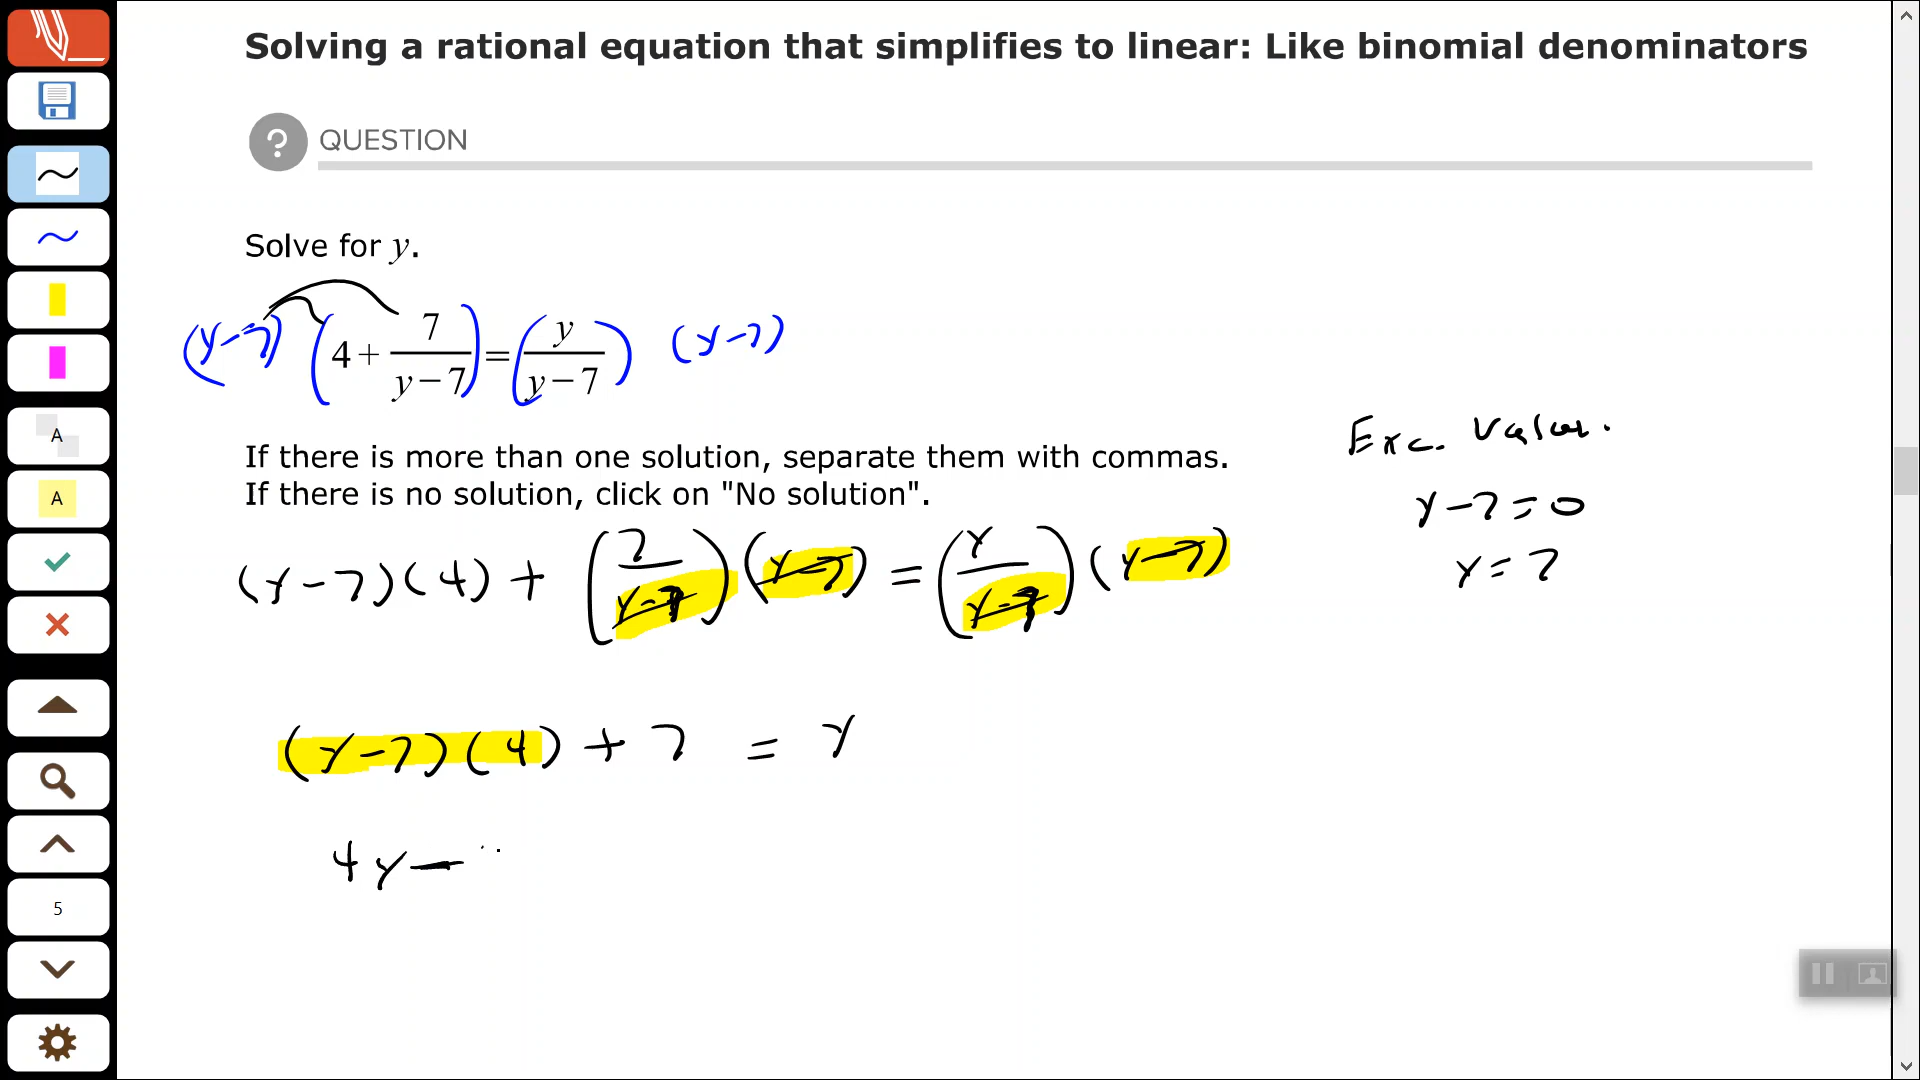 Solving a rational equation that simplifies to linear: Like binomial denominators
? QUESTION
Solve for y.
(y-7) (4 + 7/(y-7)) = (y/(y-7)) (y-7)
If there is more than one solution, separate them with commas.
If there is no solution, click on "No solution".
Exc. Value.
y-7=0
y=7
(y-7)(4) + (7/(y-7))(y-7) = (y/(y-7))(y-7)
(y-7)(4) + 7 = y
4y-
A
A
5